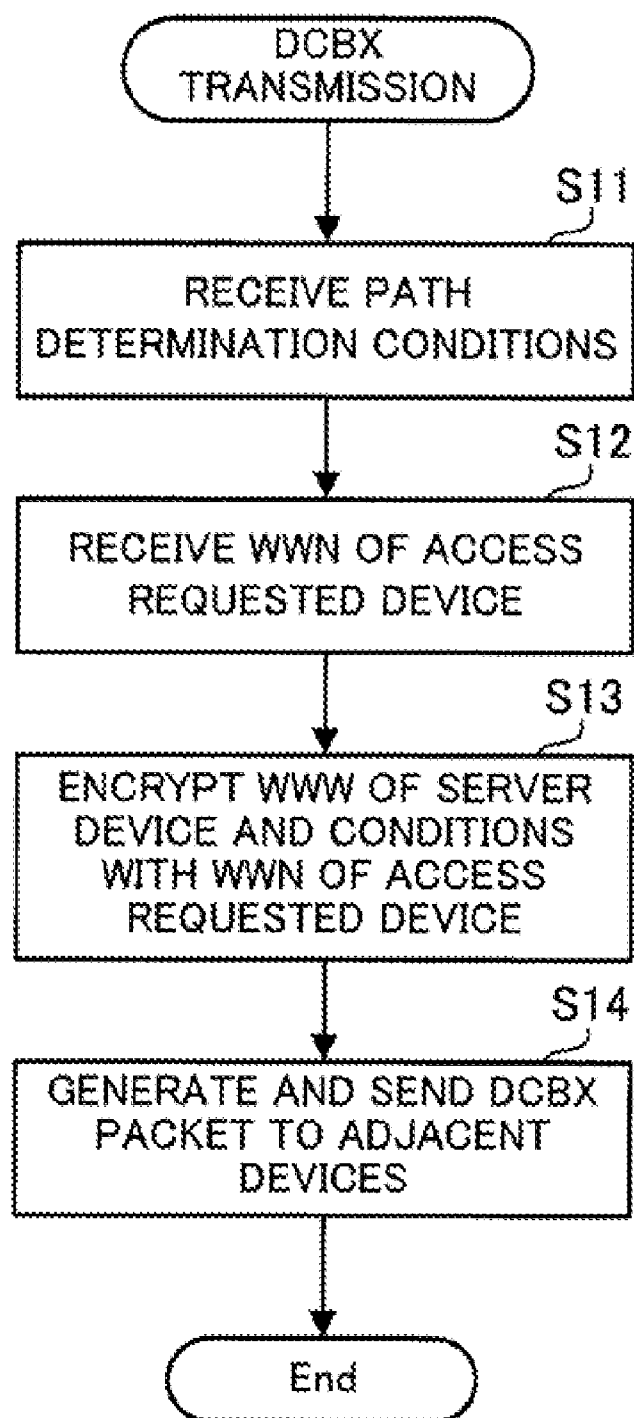 DCBX
TRANSMISSION
S11
RECEIVE PATH
DETERMINATION CONDITIONS
S12
RECEIVE WWN OF ACCESS
REQUESTED DEVICE
S13
ENCRYPT WWW OF SERVER
DEVICE AND CONDITIONS
WITH WWN OF ACCESS
REQUESTED DEVICE
S14
GENERATE AND SEND DCBX
PACKET TO ADJACENT
DEVICES
End